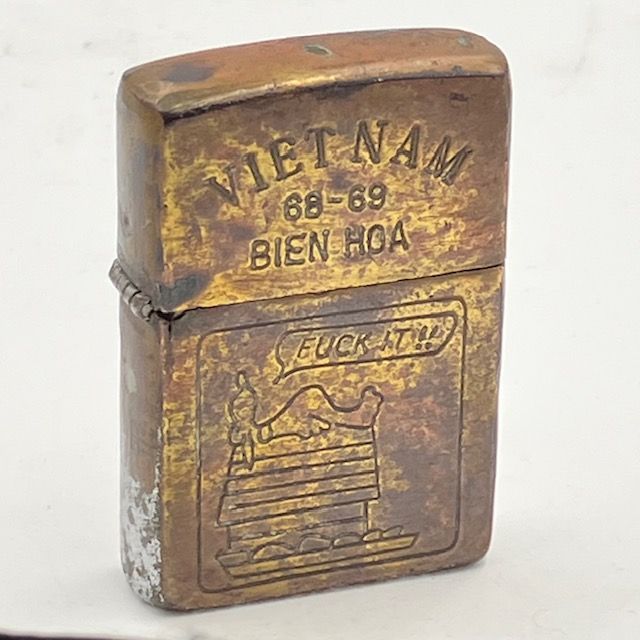 VIETNAM
68-69
BIEN HOA
FUCK IT!!